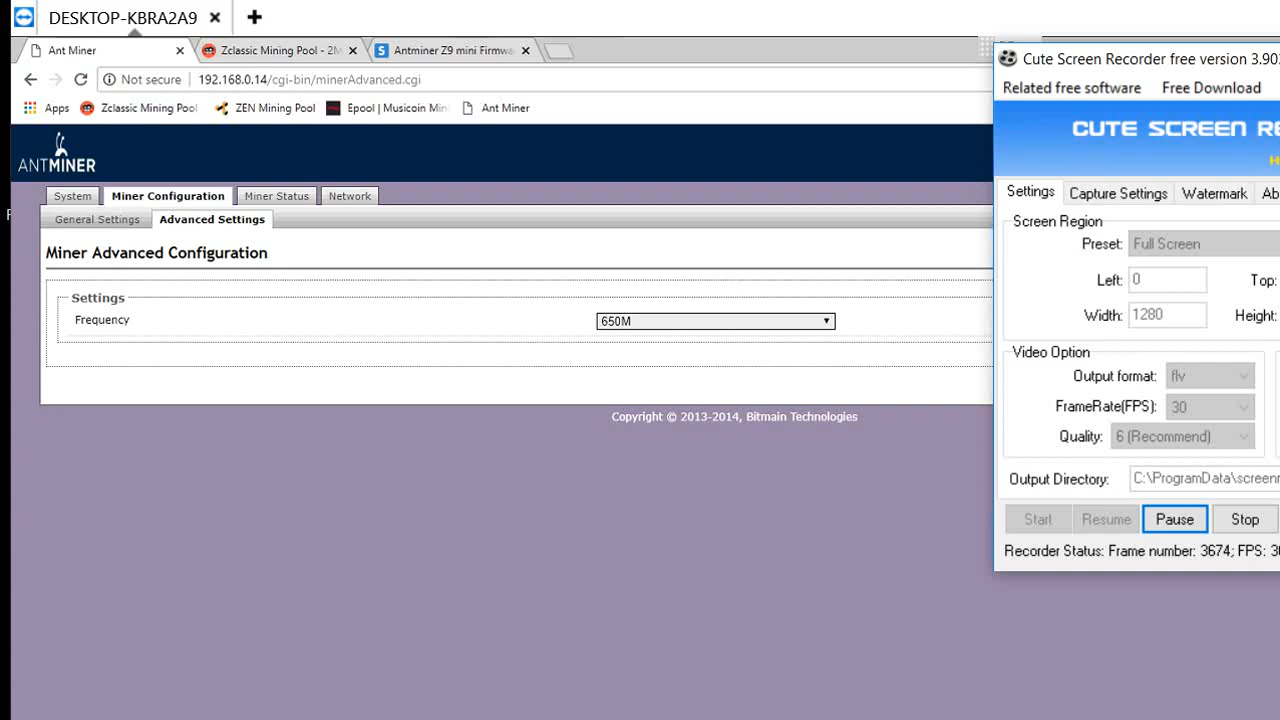 DESKTOP-KBRA2A9
Ant Miner
Zclassic Mining Pool - 2M
Antminer Z9 mini Firmwa
Not secure
192.168.0.14/cgi-bin/minerAdvanced.cgi
Apps
Zclassic Mining Pool
ZEN Mining Pool
Epool | Musicoin Min
Ant Miner
ANTMINER
System
Miner Configuration
Miner Status
Network
General Settings
Advanced Settings
Miner Advanced Configuration
Settings
Frequency
650M
Copyright © 2013-2014, Bitmain Technologies
Cute Screen Recorder free version 3.90
Related free software
Free Download
CUTE SCREEN RE
H
Settings
Capture Settings
Watermark
Ab
Screen Region
Preset:
Full Screen
Left:
0
Top:
Width:
1280
Height:
Video Option
Output format:
flv
FrameRate(FPS):
30
Quality:
6 (Recommend)
Output Directory:
C:\ProgramData\screenr
Start
Resume
Pause
Stop
Recorder Status: Frame number: 3674; FPS: 30